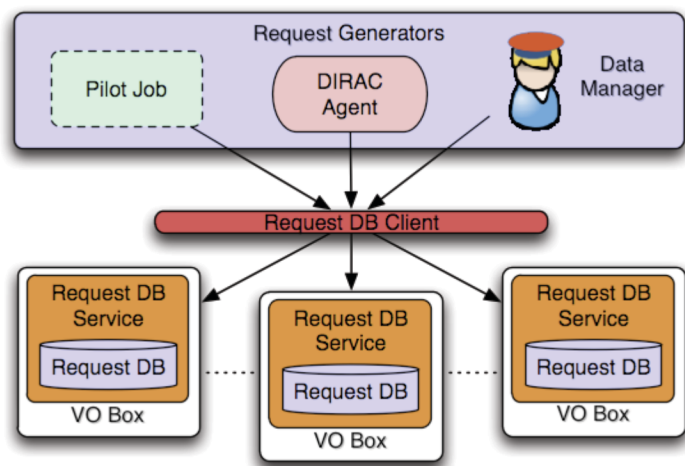 Request Generators
Pilot Job
DIRAC
Agent
Data
Manager
Request DB Client
Request DB
Service
Request DB
VO Box
Request DB
Service
Request DB
VO Box
Request DB
Service
Request DB
VO Box